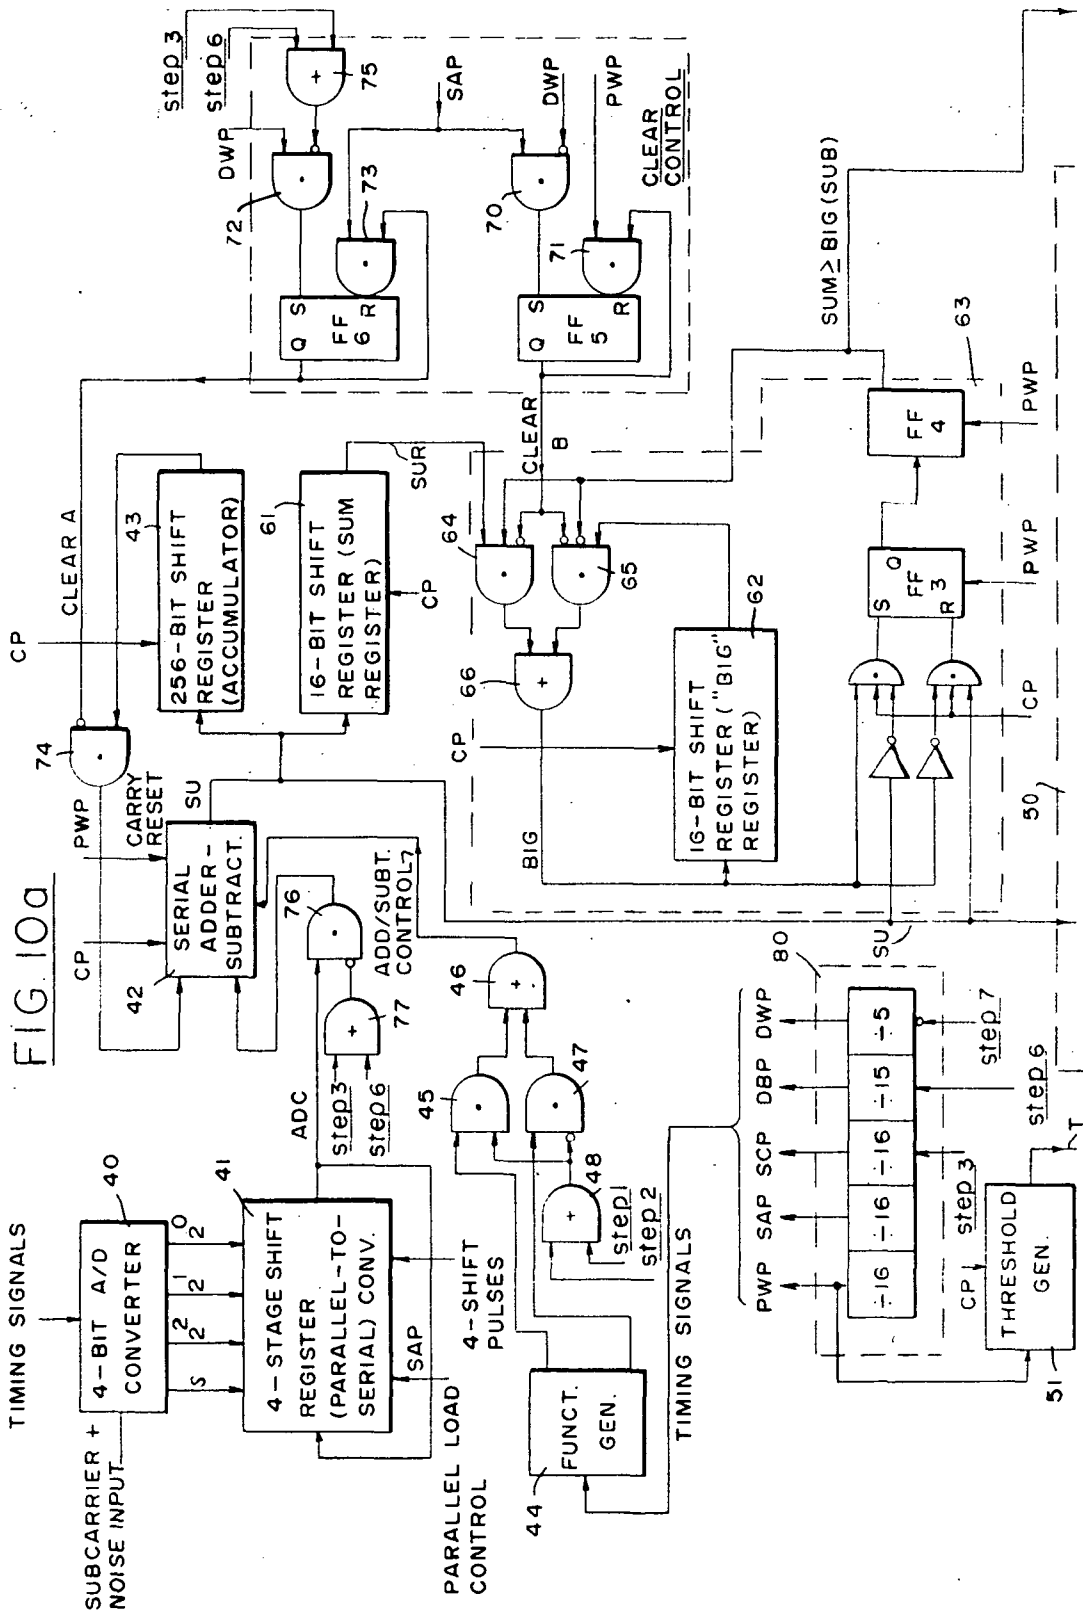 FIG. 10a
TIMING SIGNALS
SUBCARRIER +
NOISE INPUT
40
4-BIT A/D
CONVERTER
S
2²
2¹
2⁰
41
4-STAGE SHIFT
REGISTER
(PARALLEL-TO-
SERIAL) CONV.
PARALLEL LOAD
CONTROL
SAP
4-SHIFT
PULSES
ADC
step 3
step 6
77
+
76
•
ADD/SUBT.
CONTROL
CP
PWP
CARRY
RESET
42
SERIAL
ADDER-
SUBTRACT.
SU
74
•
CP
CLEAR A
43
256-BIT SHIFT
REGISTER
(ACCUMULATOR)
61
16-BIT SHIFT
REGISTER (SUM
REGISTER)
CP
SUR
step 3
step 6
+
75
DWP
72
•
73
•
SAP
Q
S
FF
6
R
70
•
DWP
PWP
71
•
Q
S
FF
5
R
CLEAR
CONTROL
44
FUNCT.
GEN.
45
•
46
+
47
•
48
+
step 1
step 2
TIMING SIGNALS
CLEAR
B
64
•
65
•
66
+
BIG
CP
62
16-BIT SHIFT
REGISTER ("BIG"
REGISTER)
SUM ≥ BIG (SUB)
63
•
•
CP
S
Q
FF
3
R
PWP
FF
4
PWP
SU
50
PWP
SAP
SCP
DBP
DWP
80
÷16
÷16
÷16
÷15
÷5
step 3
step 6
step 7
CP
THRESHOLD
GEN.
51
T